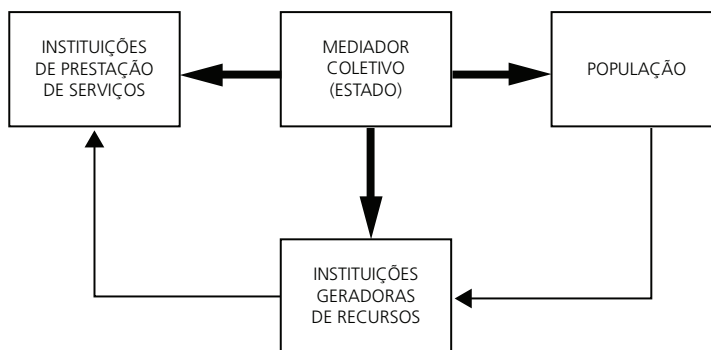 INSTITUIÇÕES
DE PRESTAÇÃO
DE SERVIÇOS
MEDIADOR
COLETIVO
(ESTADO)
POPULAÇÃO
INSTITUIÇÕES
GERADORAS
DE RECURSOS